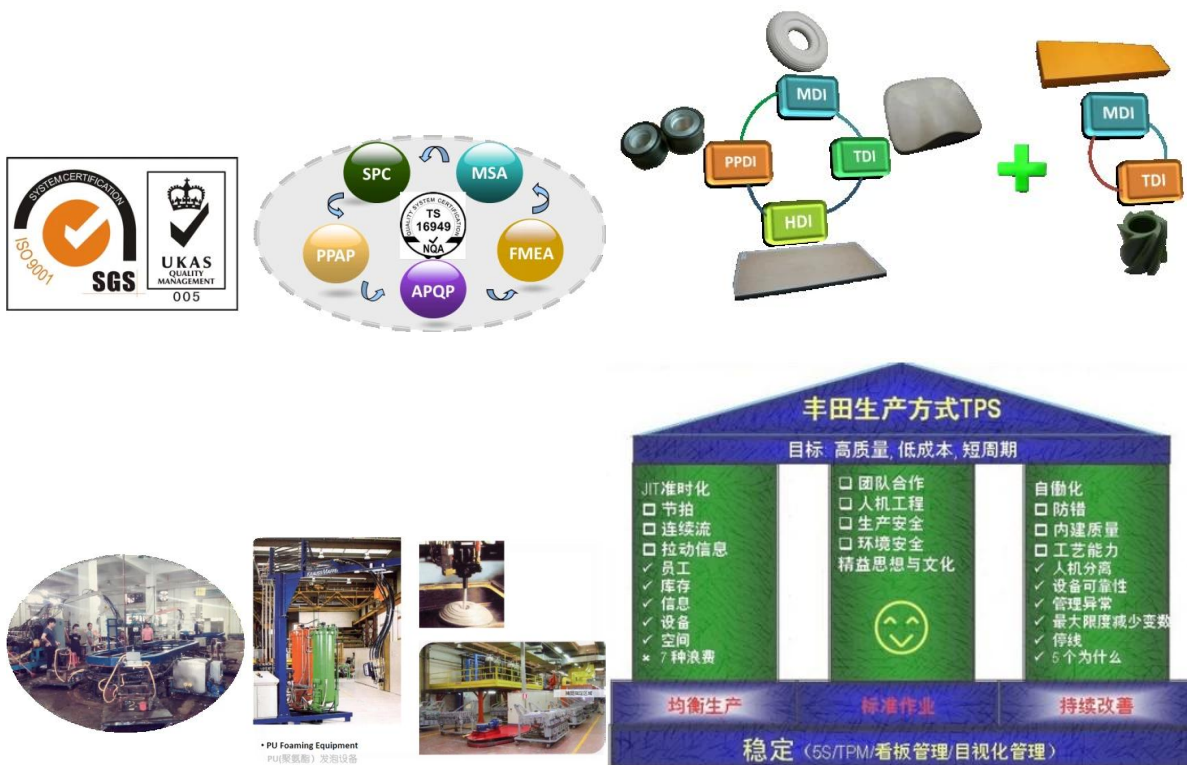 SYSTEM CERTIFICATION
ISO 9001
SGS
UKAS
QUALITY
MANAGEMENT
005
SPC
MSA
PPAP
FMEA
APQP
QUALITY SYSTEM CERTIFICATION
TS
16949
NQA
MDI
PPDI
TDI
HDI
MDI
TDI
• PU Foaming Equipment
PU(聚氨酯)发泡设备
丰田生产方式TPS
目标: 高质量, 低成本, 短周期
JIT准时化
□ 节拍
□ 连续流
□ 拉动信息
✓ 员工
✓ 库存
✓ 信息
✓ 设备
✓ 空间
× 7 种浪费
□ 团队合作
□ 人机工程
□ 生产安全
□ 环境安全
精益思想与文化
自働化
□ 防错
□ 内建质量
□ 工艺能力
✓ 人机分离
✓ 设备可靠性
✓ 管理异常
✓ 最大限度减少变数
✓ 停线
✓ 5 个为什么
均衡生产
标准作业
持续改善
稳定(5S/TPM/看板管理/目视化管理)